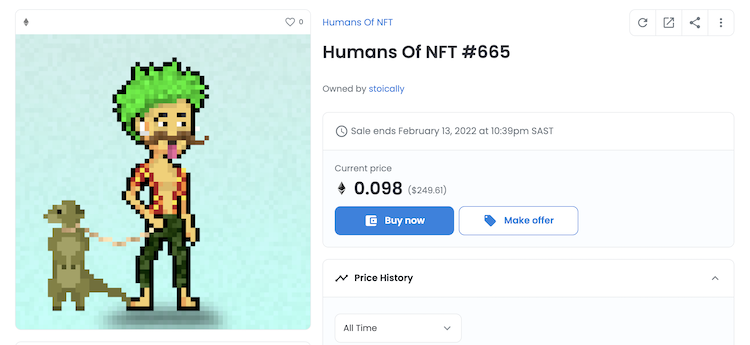 0
Humans Of NFT
Humans Of NFT #665
Owned by stoically
Sale ends February 13, 2022 at 10:39pm SAST
Current price
0.098 ($249.61)
Buy now
Make offer
Price History
All Time